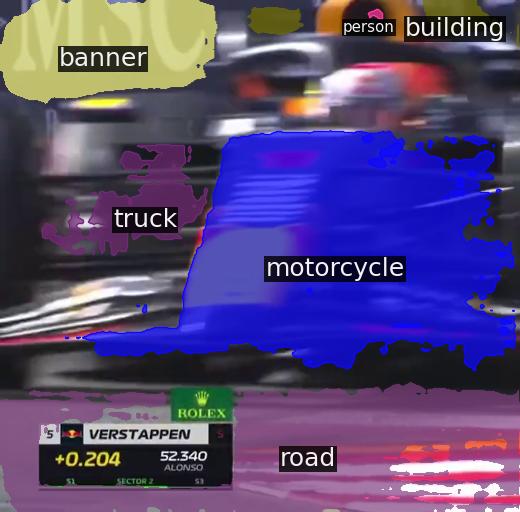 MSC
banner
person
building
truck
motorcycle
ROLEX
5 VERSTAPPEN 5
+0.204 52.340
ALONSO
S1 SECTOR 2 S3
road